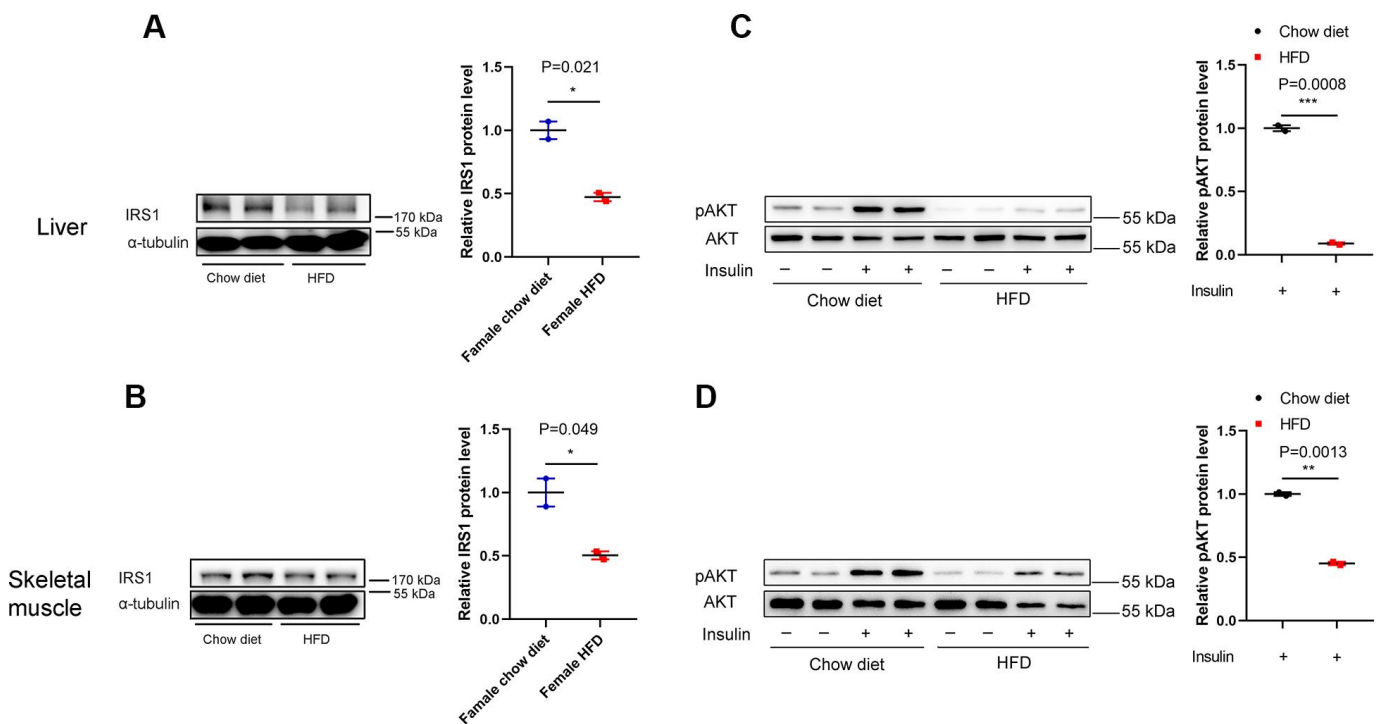 A
Liver
IRS1
α-tubulin
170 kDa
55 kDa
Chow diet HFD
Relative IRS1 protein level
1.5
1.0
0.5
0.0
P=0.021
*
Famale chow diet
Female HFD
C
pAKT
AKT
55 kDa
55 kDa
Insulin − − + + − − + +
Chow diet HFD
Chow diet
HFD
Relative pAKT protein level
1.5
1.0
0.5
0.0
P=0.0008
***
Insulin + +
B
Skeletal
muscle
IRS1
α-tubulin
170 kDa
55 kDa
Chow diet HFD
Relative IRS1 protein level
1.5
1.0
0.5
0.0
P=0.049
*
Famale chow diet
Female HFD
D
pAKT
AKT
55 kDa
55 kDa
Insulin − − + + − − + +
Chow diet HFD
Chow diet
HFD
Relative pAKT protein level
1.5
1.0
0.5
0.0
P=0.0013
**
Insulin + +